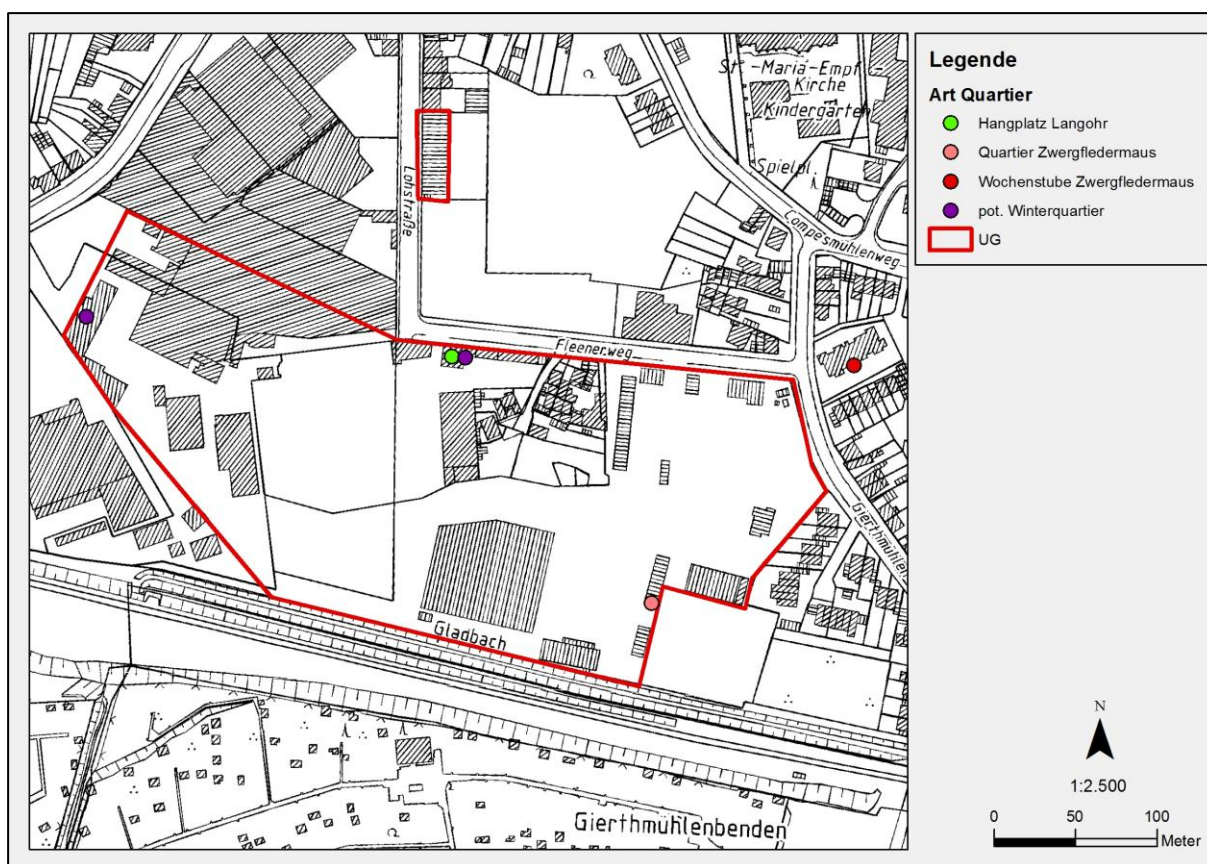 St.-Maria-Empf.-
Kirche
Kindergarten
Spielpl.
Lohstraße
Compesmühlenweg
Fleenerweg
Gierthmühlen
Gladbach
Gierthmühlenbenden
Legende
Art Quartier
Hangplatz Langohr
Quartier Zwergfledermaus
Wochenstube Zwergfledermaus
pot. Winterquartier
UG
N
1:2.500
0 50 100
Meter